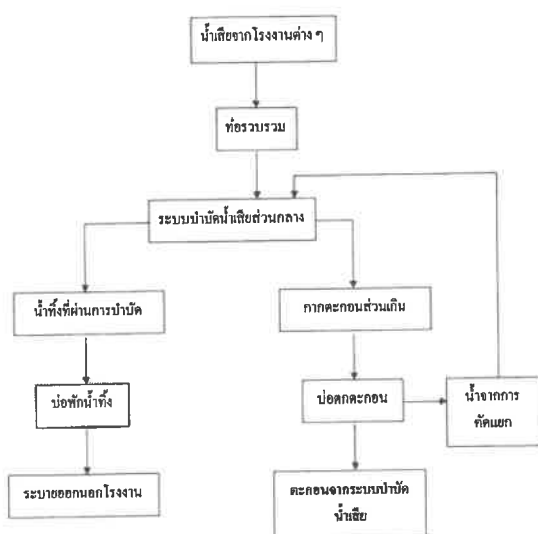 น้ำเสียจากโรงงานต่าง ๆ
ท่อรวบรวม
ระบบบำบัดน้ำเสียส่วนกลาง
น้ำทิ้งที่ผ่านการบำบัด
กากตะกอนส่วนเกิน
บ่อพักน้ำทิ้ง
บ่อตกตะกอน
น้ำจากการ
คัดแยก
ระบายออกนอกโรงงาน
ตะกอนจากระบบบำบัด
น้ำเสีย